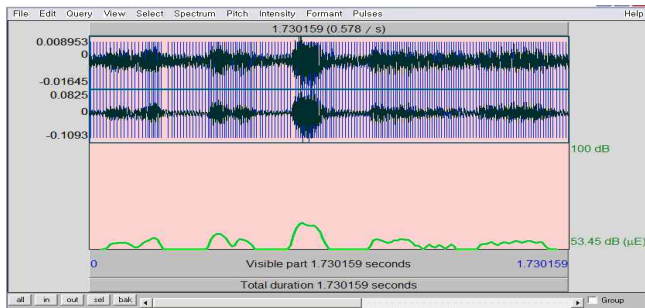 File Edit Query View Select Spectrum Pitch Intensity Formant Pulses Help
1.730159 (0.578 / s)
0.008953
0
-0.01645
0.0825
0
-0.1093
100 dB
53.45 dB (µE)
0 Visible part 1.730159 seconds 1.730159
Total duration 1.730159 seconds
all in out sel bak Group